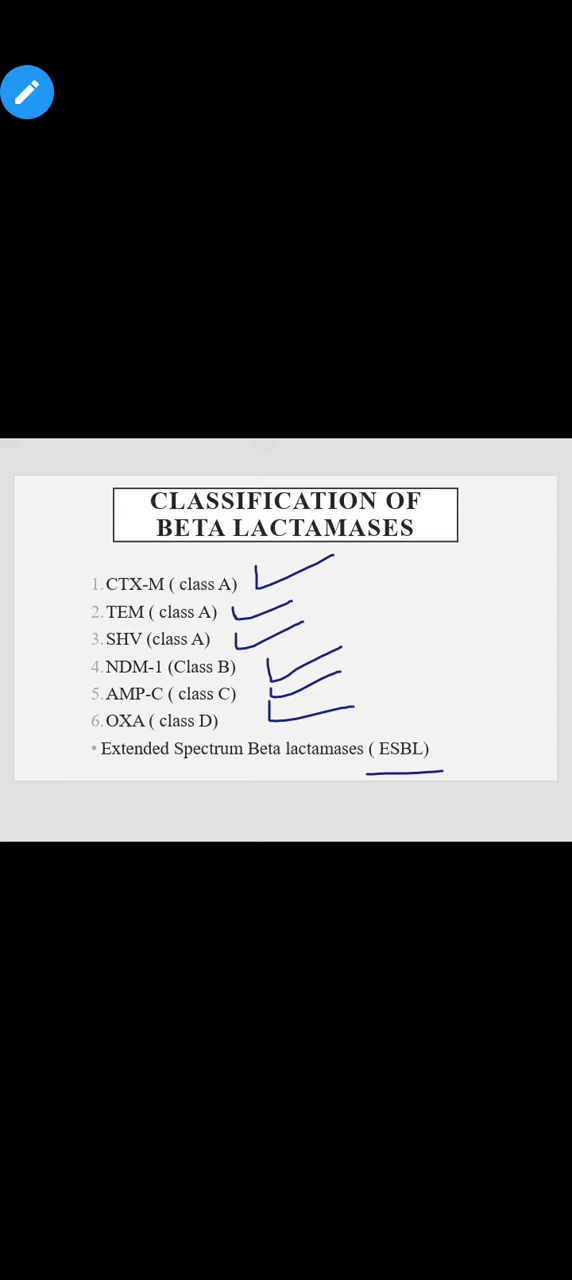 CLASSIFICATION OF
BETA LACTAMASES
1. CTX-M ( class A)
2. TEM ( class A)
3. SHV (class A)
4. NDM-1 (Class B)
5. AMP-C ( class C)
6. OXA ( class D)
• Extended Spectrum Beta lactamases ( ESBL)